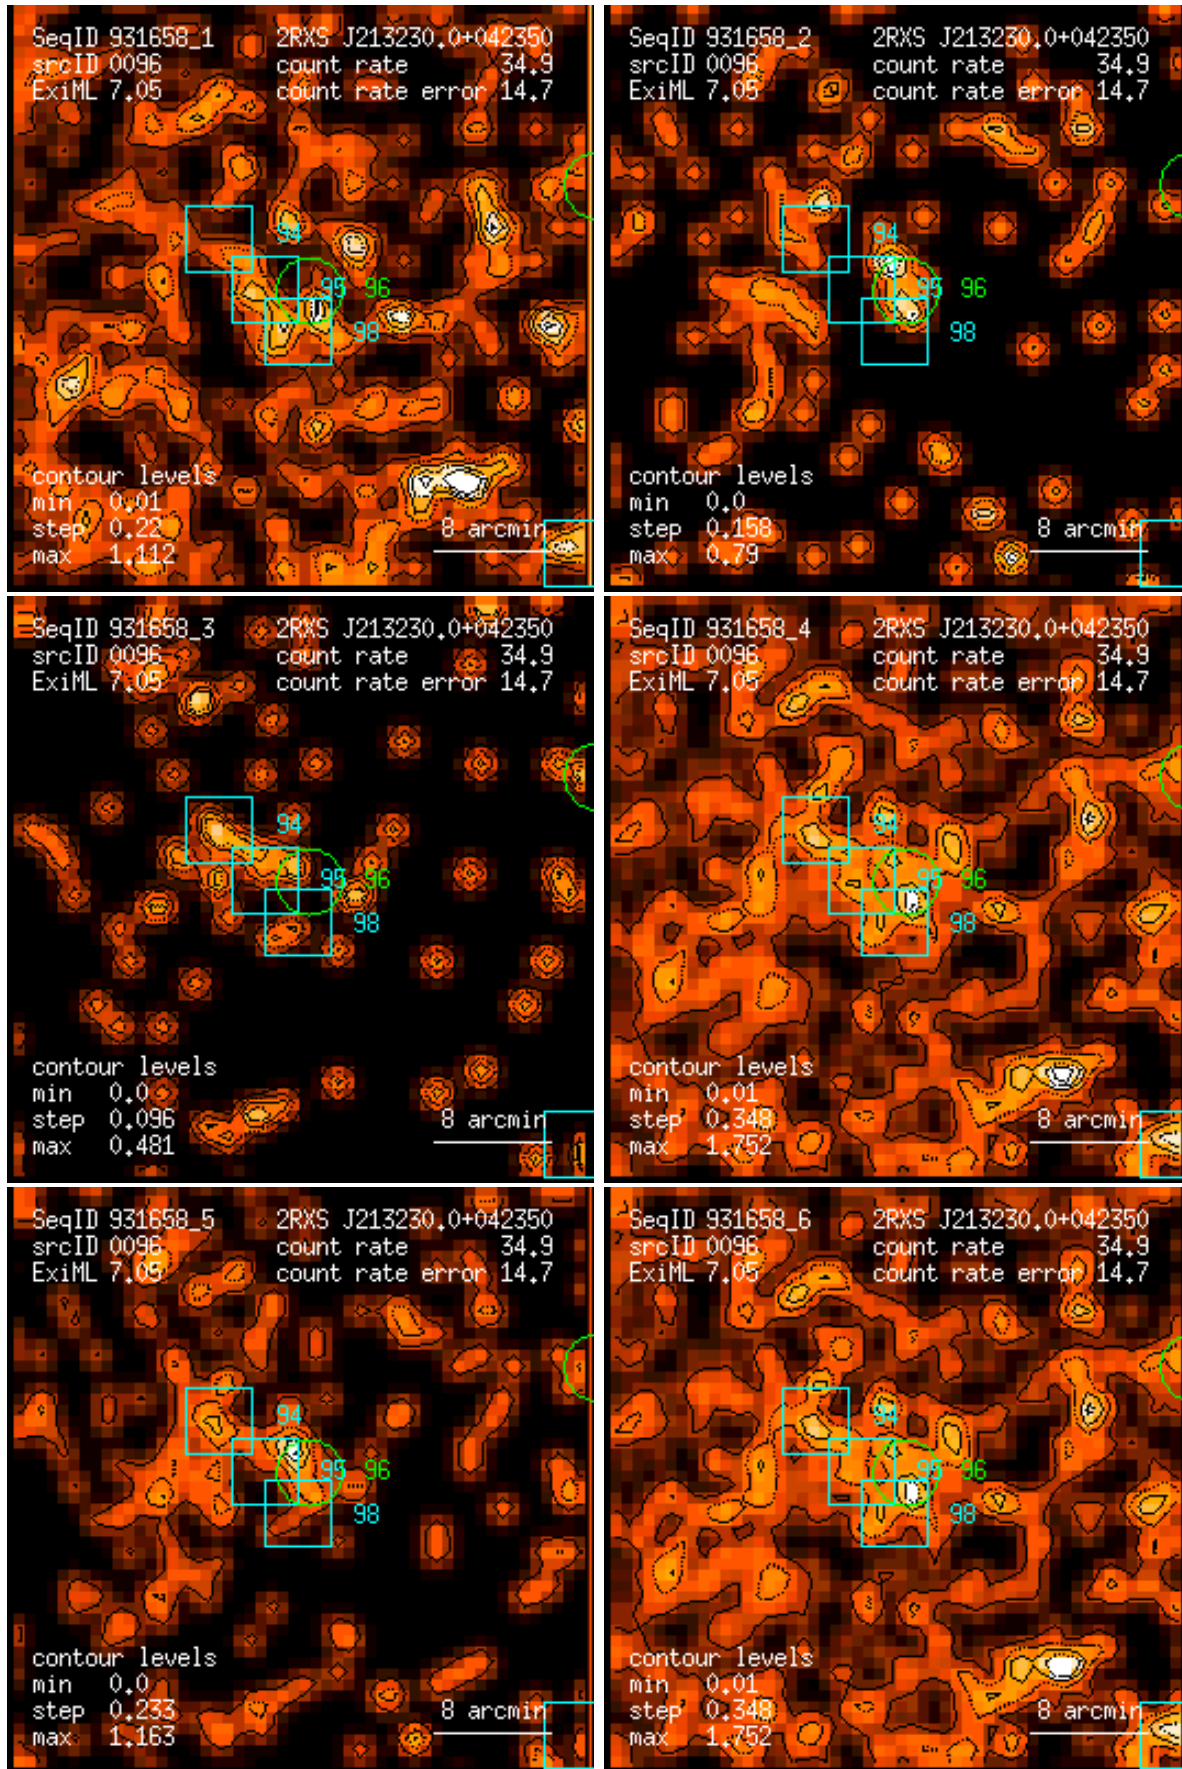 SeqID 931658_1 2RXS J213230.0+042350
srcID 0096 count rate 34.9
ExiML 7.05 count rate error 14.7
94
95 96
98
contour levels
min 0.01
step 0.22 8 arcmin
max 1.112
SeqID 931658_2 2RXS J213230.0+042350
srcID 0096 count rate 34.9
ExiML 7.05 count rate error 14.7
94
95 96
98
contour levels
min 0.0
step 0.158 8 arcmin
max 0.79
SeqID 931658_3 2RXS J213230.0+042350
srcID 0096 count rate 34.9
ExiML 7.05 count rate error 14.7
94
95 96
98
contour levels
min 0.0
step 0.096 8 arcmin
max 0.481
SeqID 931658_4 2RXS J213230.0+042350
srcID 0096 count rate 34.9
ExiML 7.05 count rate error 14.7
94
95 96
98
contour levels
min 0.01
step 0.348 8 arcmin
max 1.752
SeqID 931658_5 2RXS J213230.0+042350
srcID 0096 count rate 34.9
ExiML 7.05 count rate error 14.7
94
95 96
98
contour levels
min 0.0
step 0.233 8 arcmin
max 1.163
SeqID 931658_6 2RXS J213230.0+042350
srcID 0096 count rate 34.9
ExiML 7.05 count rate error 14.7
94
95 96
98
contour levels
min 0.01
step 0.348 8 arcmin
max 1.752